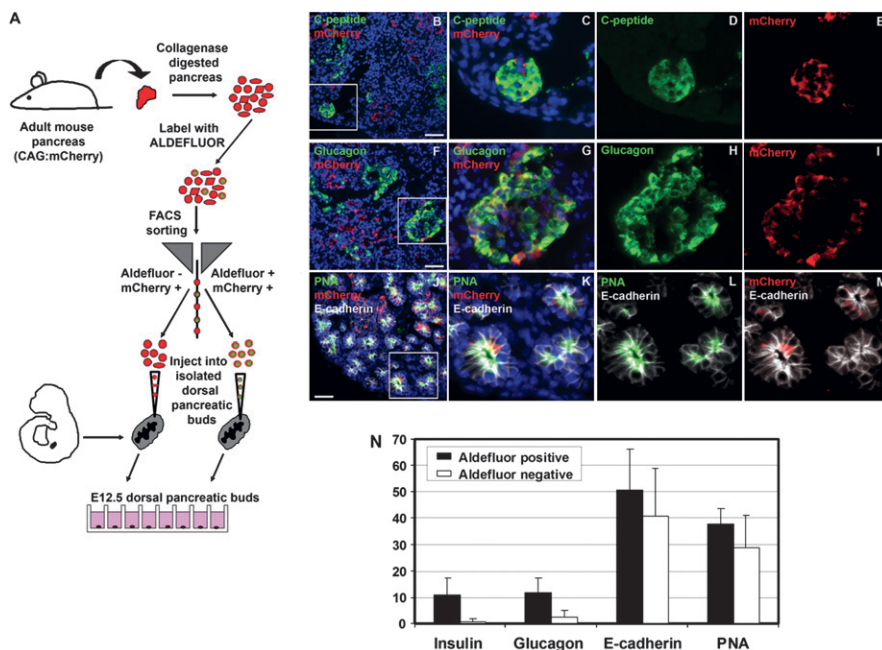 A
Collagenase
digested
pancreas
Adult mouse
pancreas
(CAG:mCherry)
Label with
ALDEFLUOR
FACS
sorting
Aldefluor -
mCherry +
Aldefluor +
mCherry +
Inject into
isolated
dorsal
pancreatic
buds
E12.5 dorsal pancreatic buds
C-peptide B
mCherry
C-peptide C
mCherry
C-peptide D
mCherry E
Glucagon F
mCherry
Glucagon G
mCherry
Glucagon H
mCherry I
PNA J
mCherry
E-cadherin
PNA K
mCherry
E-cadherin
PNA L
E-cadherin
mCherry M
E-cadherin
N
70
60
50
40
30
20
10
0
Aldefluor positive
Aldefluor negative
Insulin Glucagon E-cadherin PNA